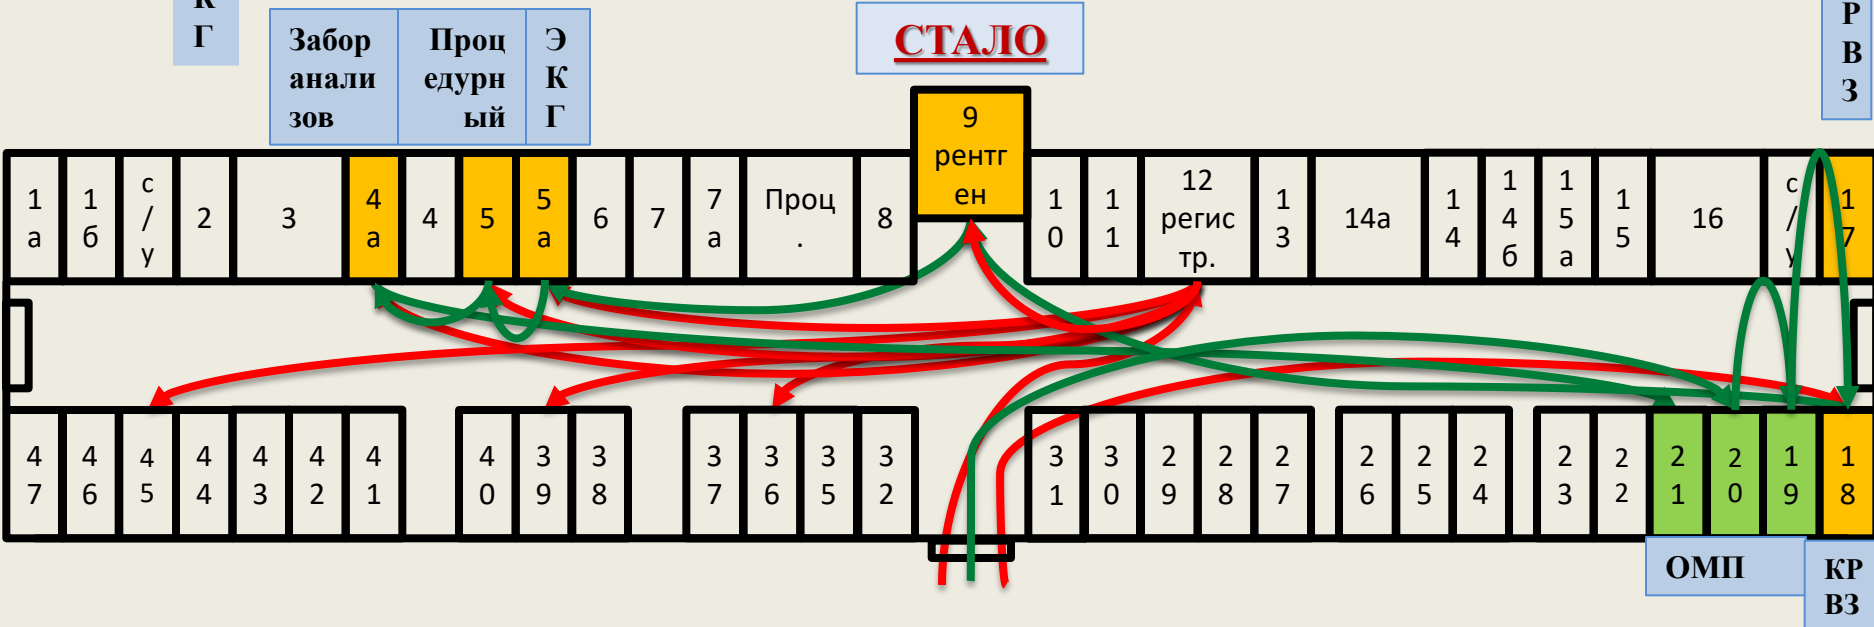 К
Г
Забор
анали
зов
Проц
едурн
ый
Э
К
Г
СТАЛО
Р
В
З
9
рентг
ен
1
а
1
б
с
/
у
2
3
4
а
4
5
5
а
6
7
7
а
Проц
.
8
1
0
1
1
12
регис
тр.
1
3
14а
1
4
1
4
б
1
5
а
1
5
16
с
/
у
1
7
4
7
4
6
4
5
4
4
4
3
4
2
4
1
4
0
3
9
3
8
3
7
3
6
3
5
3
2
3
1
3
0
2
9
2
8
2
7
2
6
2
5
2
4
2
3
2
2
2
1
2
0
1
9
1
8
ОМП
КР
ВЗ